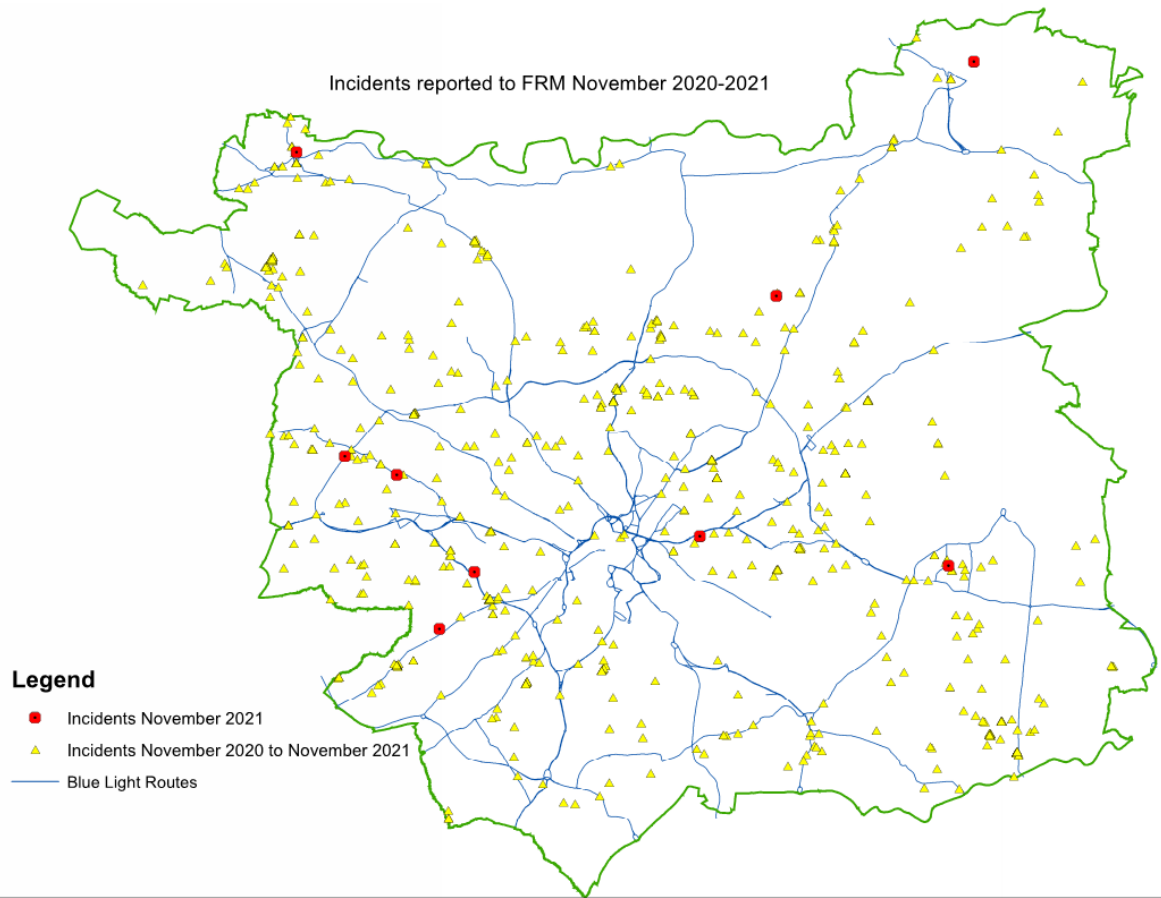 Incidents reported to FRM November 2020-2021
Legend
Incidents November 2021
Incidents November 2020 to November 2021
Blue Light Routes